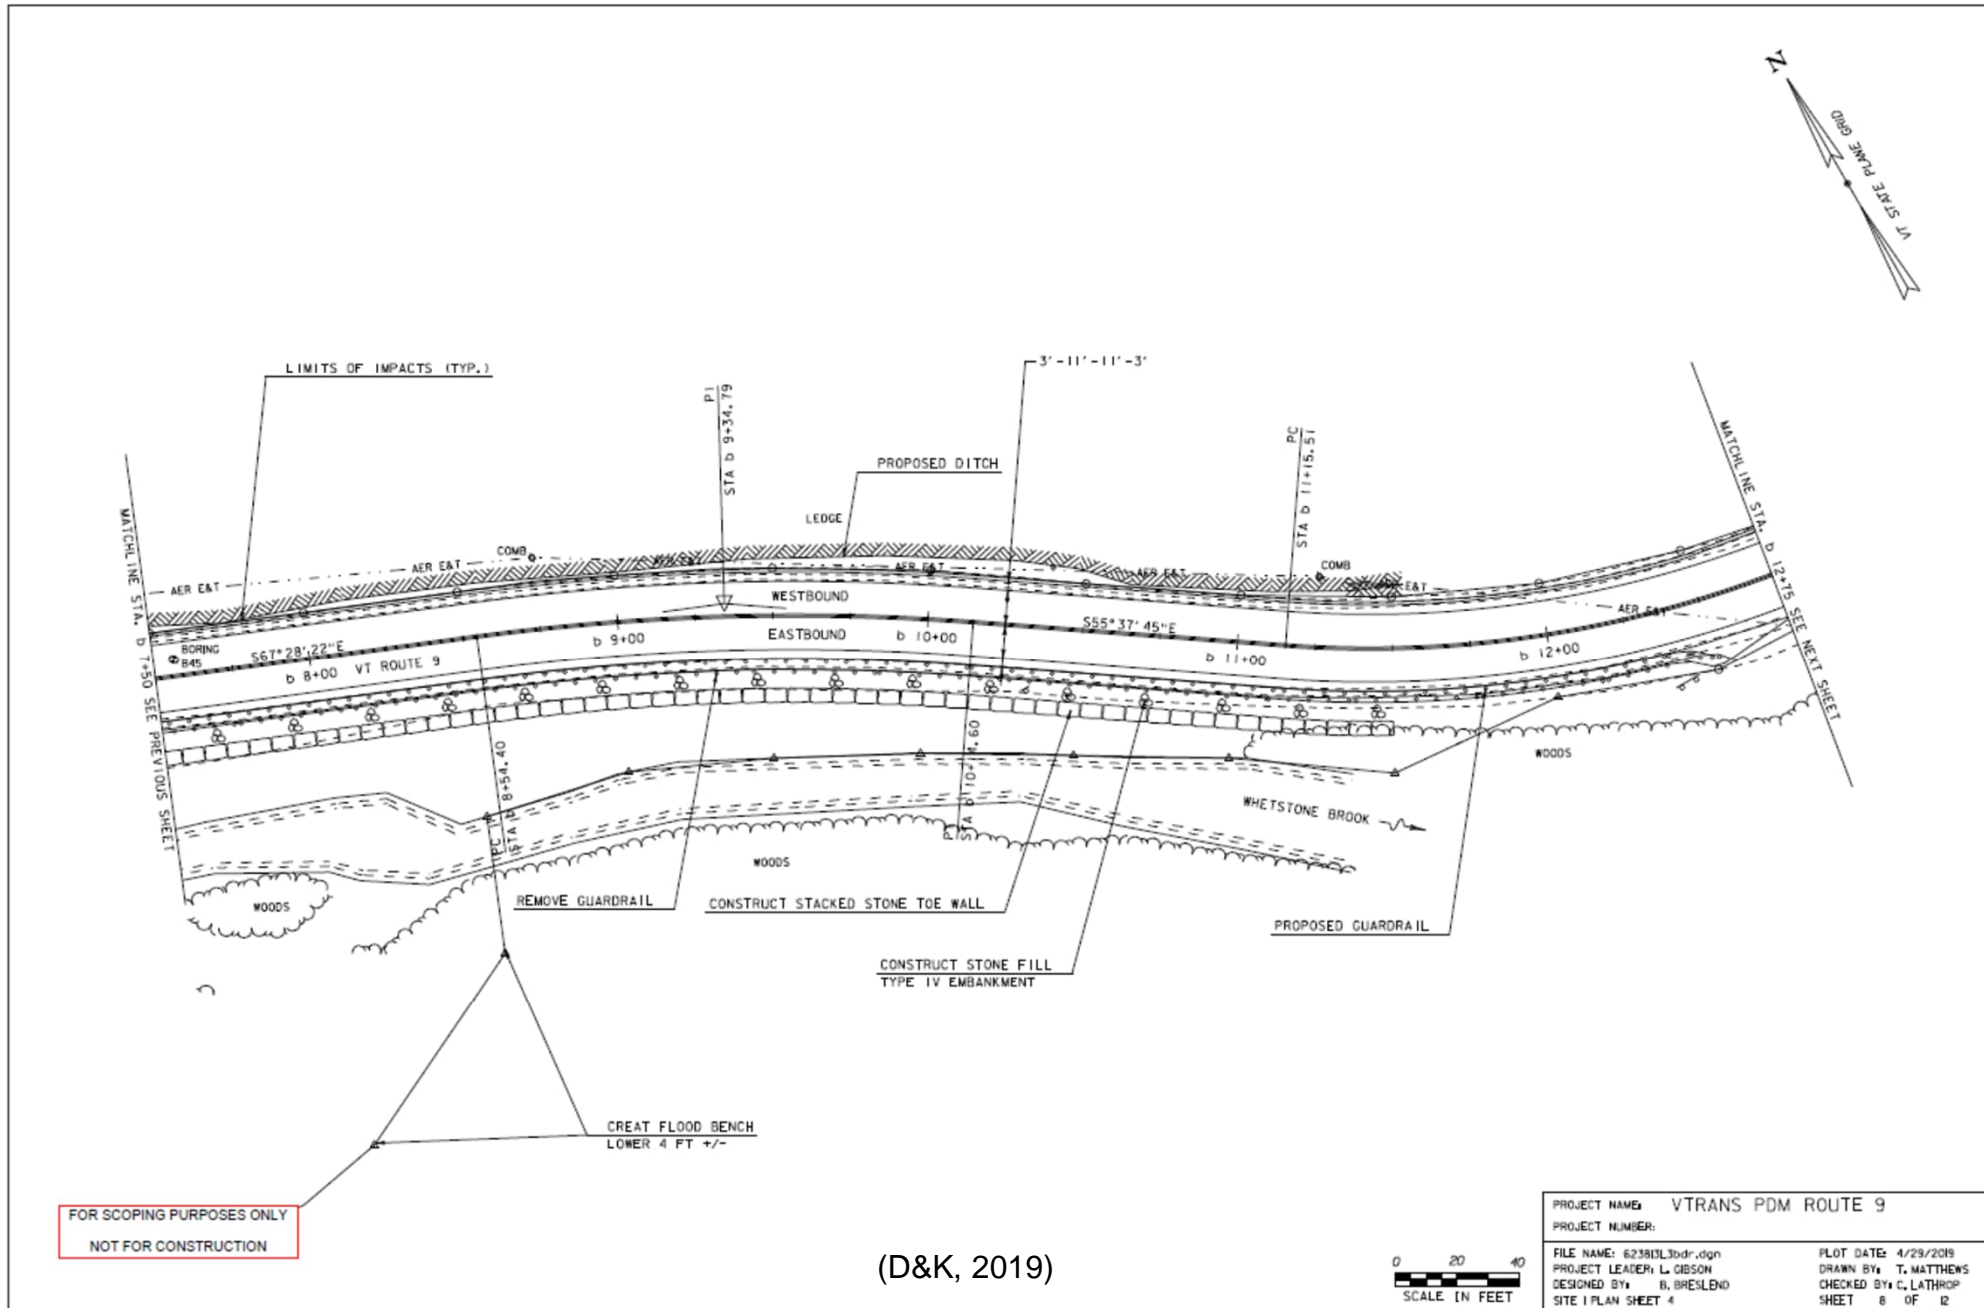 N
VT STATE PLANE GRID
LIMITS OF IMPACTS (TYP.)
3'-11'-11'-3'
PI
STA b 9+34.79
PC
STA b 11+15.51
PROPOSED DITCH
LEDGE
MATCHLINE STA. b 7+50 SEE PREVIOUS SHEET
MATCHLINE STA. b 12+75 SEE NEXT SHEET
AER E&T
AER E&T
COMB
AER E&T
AER E&T
AER E&T
COMB
E&T
AER E&T
WESTBOUND
EASTBOUND
BORING
B45
S67°28'22"E
b 8+00
VT ROUTE 9
b 9+00
b 10+00
S55°37'45"E
b 11+00
b 12+00
PC
STA b 8+54.40
STA b 10+14.60
WHETSTONE BROOK
WOODS
WOODS
WOODS
REMOVE GUARDRAIL
CONSTRUCT STACKED STONE TOE WALL
PROPOSED GUARDRAIL
CONSTRUCT STONE FILL
TYPE IV EMBANKMENT
CREAT FLOOD BENCH
LOWER 4 FT +/-
FOR SCOPING PURPOSES ONLY
NOT FOR CONSTRUCTION
(D&K, 2019)
0 20 40
SCALE IN FEET
PROJECT NAME: VTRANS PDM ROUTE 9
PROJECT NUMBER:
FILE NAME: 623813L3bdr.dgn PLOT DATE: 4/29/2019
PROJECT LEADER: L. GIBSON DRAWN BY: T. MATTHEWS
DESIGNED BY: B. BRESLEND CHECKED BY: C. LATHROP
SITE 1 PLAN SHEET 4 SHEET 8 OF 12